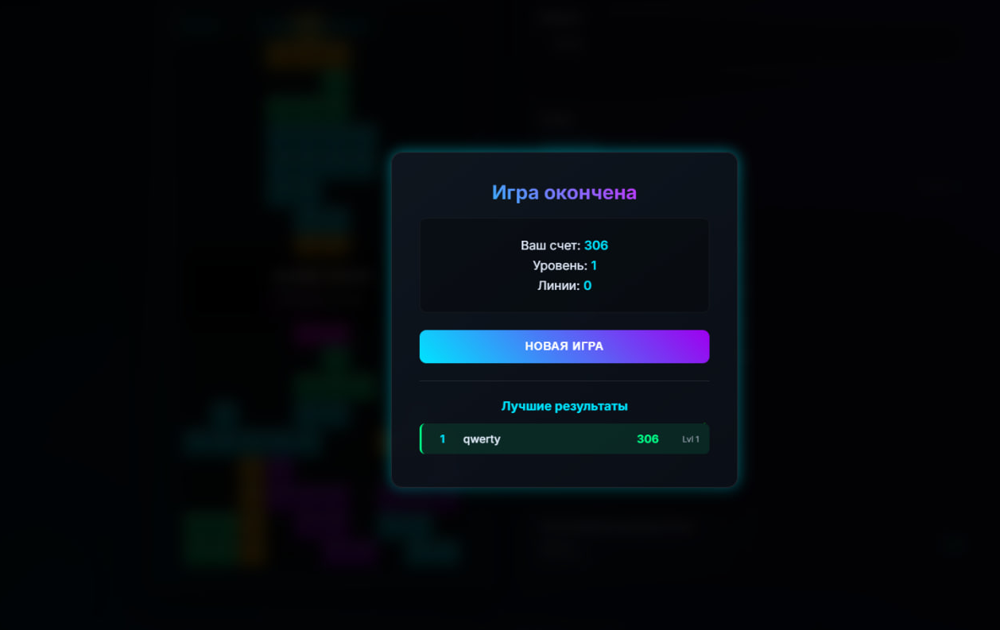 Игра окончена
Ваш счет: 306
Уровень: 1
Линии: 0
НОВАЯ ИГРА
Лучшие результаты
1 qwerty 306 Lvl 1